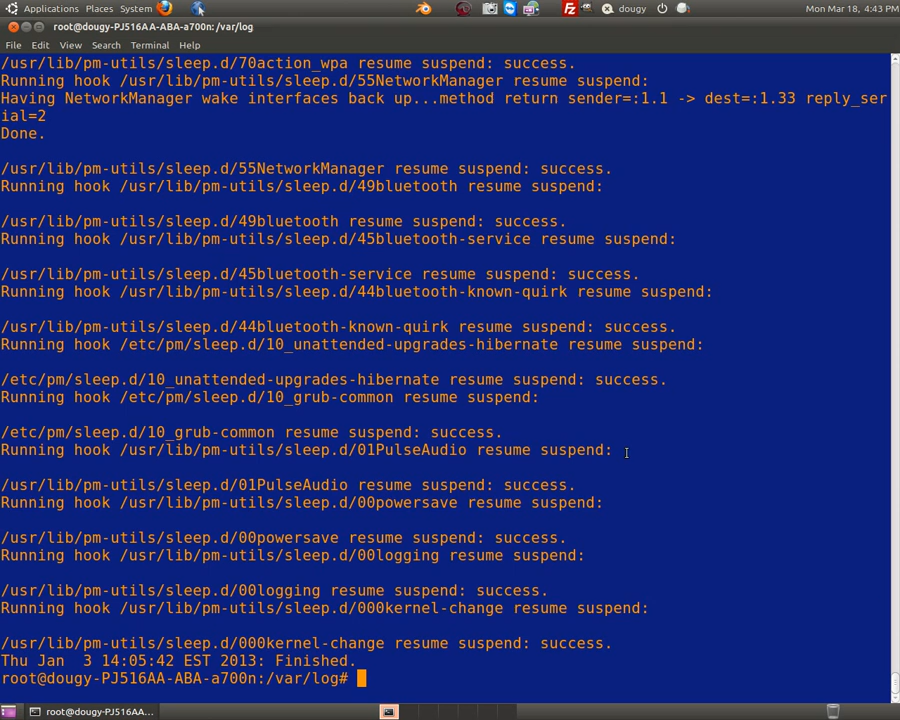 Applications Places System dougy Mon Mar 18, 4:43 PM
root@dougy-PJ516AA-ABA-a700n: /var/log
File Edit View Search Terminal Help
/usr/lib/pm-utils/sleep.d/70action_wpa resume suspend: success.
Running hook /usr/lib/pm-utils/sleep.d/55NetworkManager resume suspend:
Having NetworkManager wake interfaces back up...method return sender=:1.1 -> dest=:1.33 reply_ser
ial=2
Done.
/usr/lib/pm-utils/sleep.d/55NetworkManager resume suspend: success.
Running hook /usr/lib/pm-utils/sleep.d/49bluetooth resume suspend:
/usr/lib/pm-utils/sleep.d/49bluetooth resume suspend: success.
Running hook /usr/lib/pm-utils/sleep.d/45bluetooth-service resume suspend:
/usr/lib/pm-utils/sleep.d/45bluetooth-service resume suspend: success.
Running hook /usr/lib/pm-utils/sleep.d/44bluetooth-known-quirk resume suspend:
/usr/lib/pm-utils/sleep.d/44bluetooth-known-quirk resume suspend: success.
Running hook /etc/pm/sleep.d/10_unattended-upgrades-hibernate resume suspend:
/etc/pm/sleep.d/10_unattended-upgrades-hibernate resume suspend: success.
Running hook /etc/pm/sleep.d/10_grub-common resume suspend:
/etc/pm/sleep.d/10_grub-common resume suspend: success.
Running hook /usr/lib/pm-utils/sleep.d/01PulseAudio resume suspend:
/usr/lib/pm-utils/sleep.d/01PulseAudio resume suspend: success.
Running hook /usr/lib/pm-utils/sleep.d/00powersave resume suspend:
/usr/lib/pm-utils/sleep.d/00powersave resume suspend: success.
Running hook /usr/lib/pm-utils/sleep.d/00logging resume suspend:
/usr/lib/pm-utils/sleep.d/00logging resume suspend: success.
Running hook /usr/lib/pm-utils/sleep.d/000kernel-change resume suspend:
/usr/lib/pm-utils/sleep.d/000kernel-change resume suspend: success.
Thu Jan  3 14:05:42 EST 2013: Finished.
root@dougy-PJ516AA-ABA-a700n:/var/log#
root@dougy-PJ516AA...